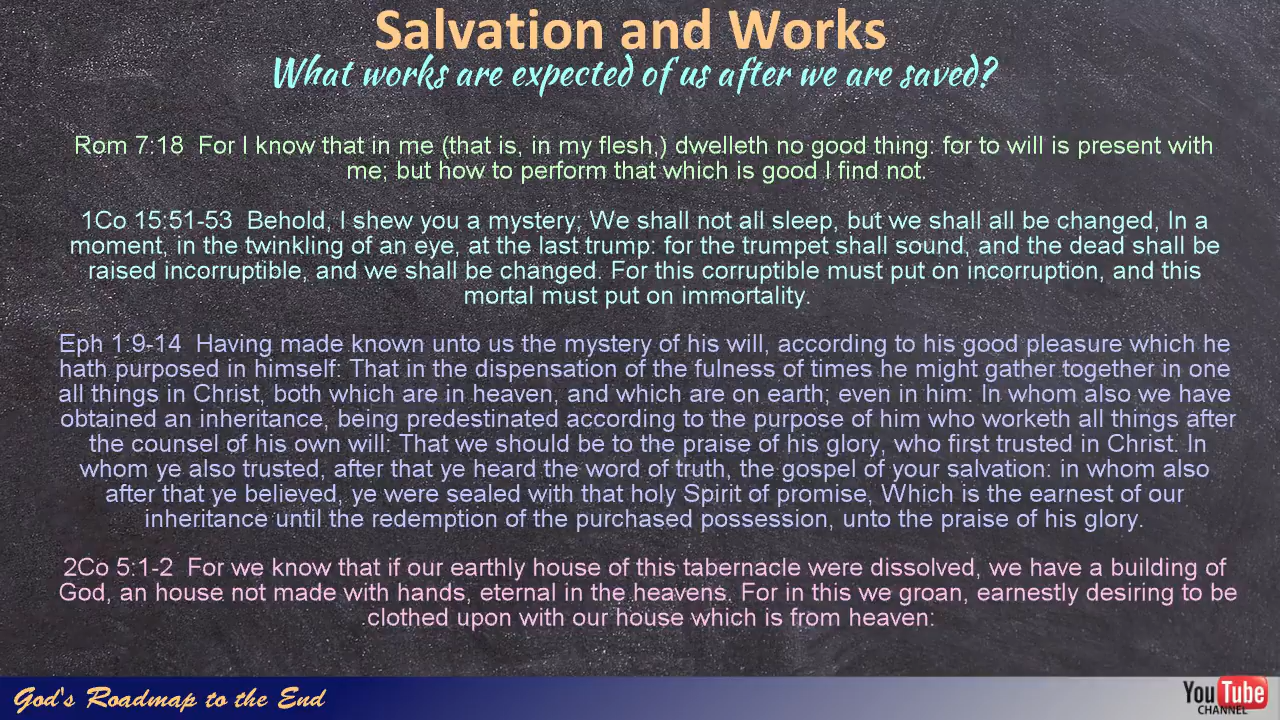 Salvation and Works
What works are expected of us after we are saved?
Rom 7:18  For I know that in me (that is, in my flesh,) dwelleth no good thing: for to will is present with
me; but how to perform that which is good I find not.
1Co 15:51-53  Behold, I shew you a mystery; We shall not all sleep, but we shall all be changed, In a
moment, in the twinkling of an eye, at the last trump: for the trumpet shall sound, and the dead shall be
raised incorruptible, and we shall be changed. For this corruptible must put on incorruption, and this
mortal must put on immortality.
Eph 1:9-14  Having made known unto us the mystery of his will, according to his good pleasure which he
hath purposed in himself: That in the dispensation of the fulness of times he might gather together in one
all things in Christ, both which are in heaven, and which are on earth; even in him: In whom also we have
obtained an inheritance, being predestinated according to the purpose of him who worketh all things after
the counsel of his own will: That we should be to the praise of his glory, who first trusted in Christ. In
whom ye also trusted, after that ye heard the word of truth, the gospel of your salvation: in whom also
after that ye believed, ye were sealed with that holy Spirit of promise, Which is the earnest of our
inheritance until the redemption of the purchased possession, unto the praise of his glory.
2Co 5:1-2  For we know that if our earthly house of this tabernacle were dissolved, we have a building of
God, an house not made with hands, eternal in the heavens. For in this we groan, earnestly desiring to be
.clothed upon with our house which is from heaven:
God's Roadmap to the End
YouTube
CHANNEL